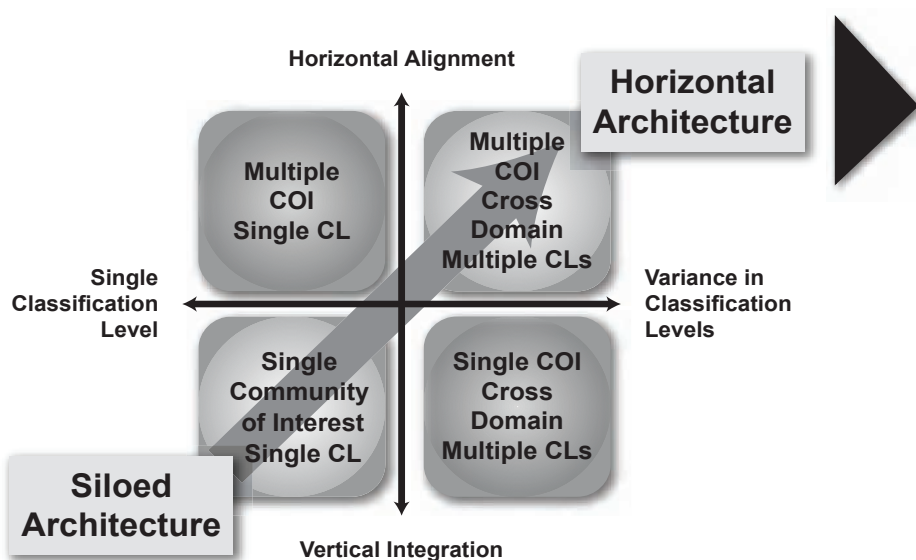 Horizontal Alignment
Horizontal
Architecture
Multiple
COI
Single CL
Multiple
COI
Cross
Domain
Multiple CLs
Single
Classification
Level
Variance in
Classification
Levels
Single
Community
of Interest
Single CL
Single COI
Cross
Domain
Multiple CLs
Siloed
Architecture
Vertical Integration